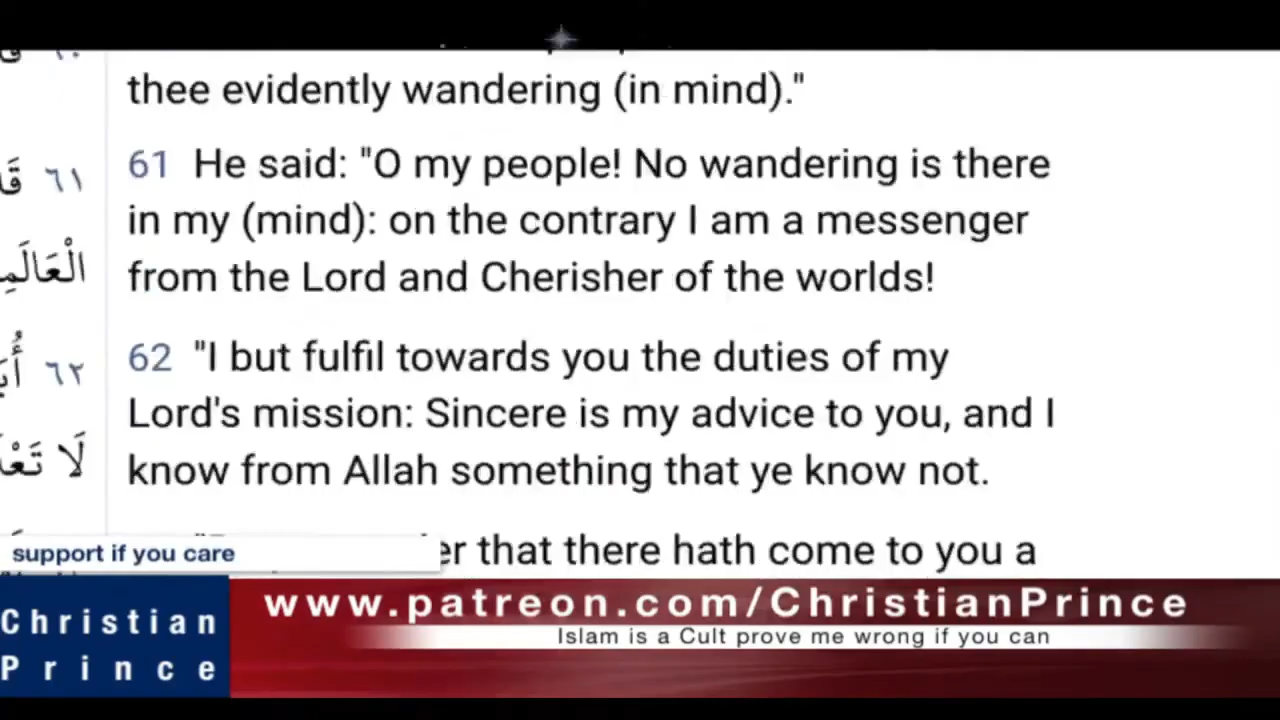 thee evidently wandering (in mind)."
61 He said: "O my people! No wandering is there
in my (mind): on the contrary I am a messenger
from the Lord and Cherisher of the worlds!
62 "I but fulfil towards you the duties of my
Lord's mission: Sincere is my advice to you, and I
know from Allah something that ye know not.
that there hath come to you a
٦١
٦٢
لَا
support if you care
Christian
Prince
www.patreon.com/ChristianPrince
Islam is a Cult prove me wrong if you can